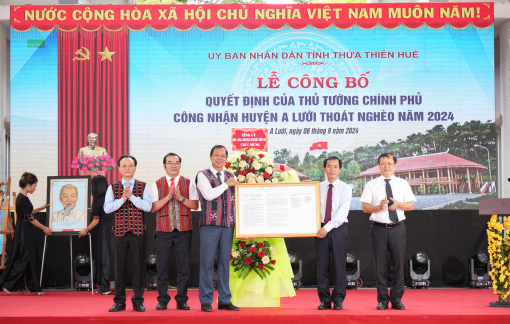 NƯỚC CỘNG HÒA XÃ HỘI CHỦ NGHĨA VIỆT NAM MUÔN NĂM
ỦY BAN NHÂN DÂN TỈNH THỪA THIÊN HUẾ
LỄ CÔNG BỐ
QUYẾT ĐỊNH CỦA THỦ TƯỚNG CHÍNH PHỦ
CÔNG NHẬN HUYỆN A LƯỚI THOÁT NGHÈO NĂM 2024
A Lưới, ngày 06 tháng 9 năm 2024